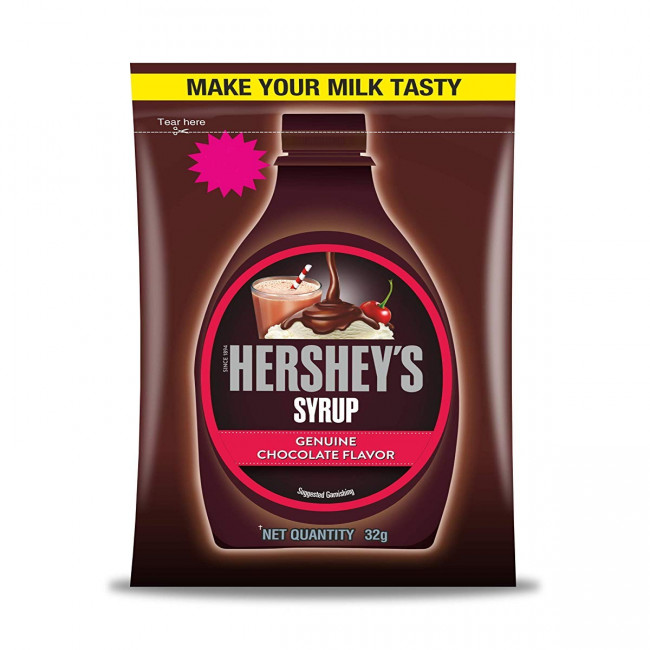 MAKE YOUR MILK TASTY
Tear here
SINCE 1894
HERSHEY'S
SYRUP
GENUINE
CHOCOLATE FLAVOR
Suggested Garnishing
†NET QUANTITY 32g